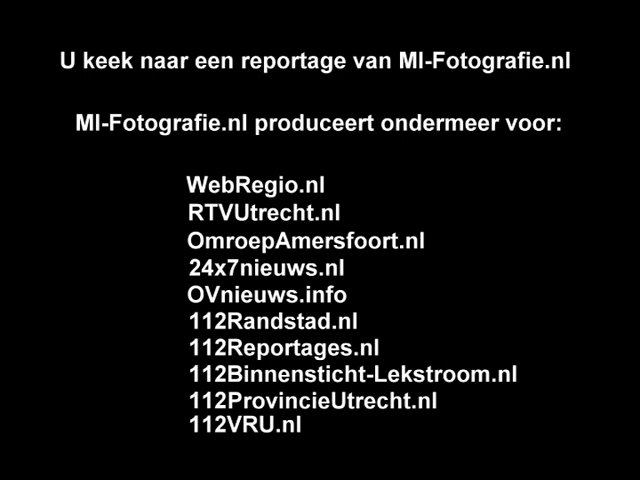 U keek naar een reportage van MI-Fotografie.nl
MI-Fotografie.nl produceert ondermeer voor:
WebRegio.nl
RTVUtrecht.nl
OmroepAmersfoort.nl
24x7nieuws.nl
OVnieuws.info
112Randstad.nl
112Reportages.nl
112Binnensticht-Lekstroom.nl
112ProvincieUtrecht.nl
112VRU.nl